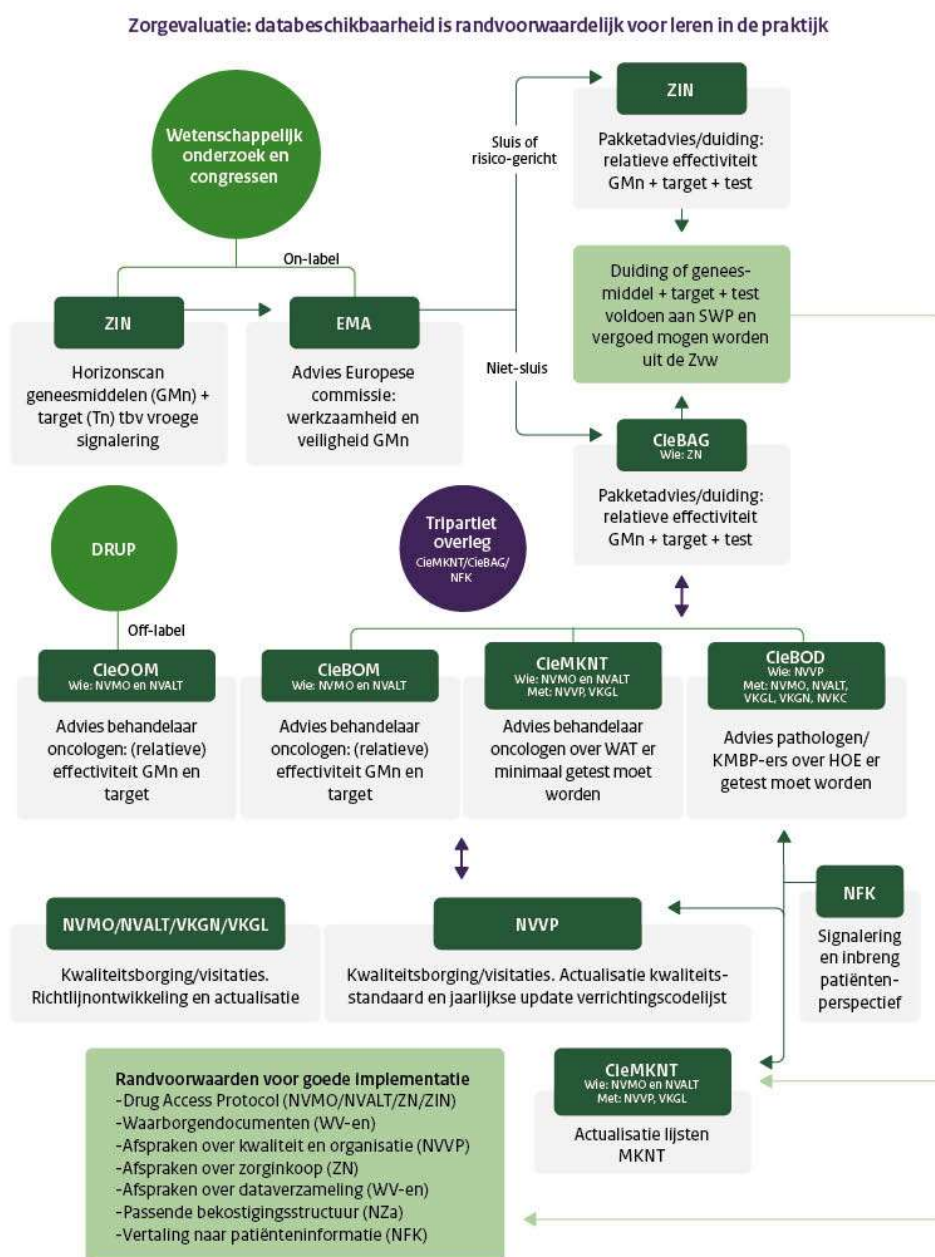 Zorgevaluatie: databeschikbaarheid is randvoorwaardelijk voor leren in de praktijk
Wetenschappelijk
onderzoek en
congressen
On-label
ZIN
Horizonscan
geneesmiddelen (GMn) +
target (Tn) tbv vroege
signalering
EMA
Advies Europese
commissie:
werkzaamheid en
veiligheid GMn
Sluis of
risico-gericht
Niet-sluis
ZIN
Pakketadvies/duiding:
relatieve effectiviteit
GMn + target + test
Duiding of genees-
middel + target + test
voldoen aan SWP en
vergoed mogen worden
uit de Zvw
CieBAG
Wie: ZN
Pakketadvies/duiding:
relatieve effectiviteit
GMn + target + test
DRUP
Off-label
Tripartiet
overleg
CieMKNT/CieBAG/
NFK
CieOOM
Wie: NVMO en NVALT
Advies behandelaar
oncologen: (relatieve)
effectiviteit GMn en
target
CieBOM
Wie: NVMO en NVALT
Advies behandelaar
oncologen: (relatieve)
effectiviteit GMn en
target
CieMKNT
Wie: NVMO en NVALT
Met: NVVP, VKGL
Advies behandelaar
oncologen over WAT er
minimaal getest moet
worden
CieBOD
Wie: NVVP
Met: NVMO, NVALT,
VKGL, VKGN, NVKC
Advies pathologen/
KMBP-ers over HOE er
getest moet worden
NVMO/NVALT/VKGN/VKGL
Kwaliteitsborging/visitaties.
Richtlijnontwikkeling en actualisatie
NVVP
Kwaliteitsborging/visitaties. Actualisatie kwaliteits-
standaard en jaarlijkse update verrichtingscodelijst
NFK
Signalering
en inbreng
patiënten-
perspectief
CieMKNT
Wie: NVMO en NVALT
Met: NVVP, VKGL
Actualisatie lijsten
MKNT
Randvoorwaarden voor goede implementatie
-Drug Access Protocol (NVMO/NVALT/ZN/ZIN)
-Waarborgendocumenten (WV-en)
-Afspraken over kwaliteit en organisatie (NVVP)
-Afspraken over zorginkoop (ZN)
-Afspraken over dataverzameling (WV-en)
-Passende bekostigingsstructuur (NZa)
-Vertaling naar patiënteninformatie (NFK)